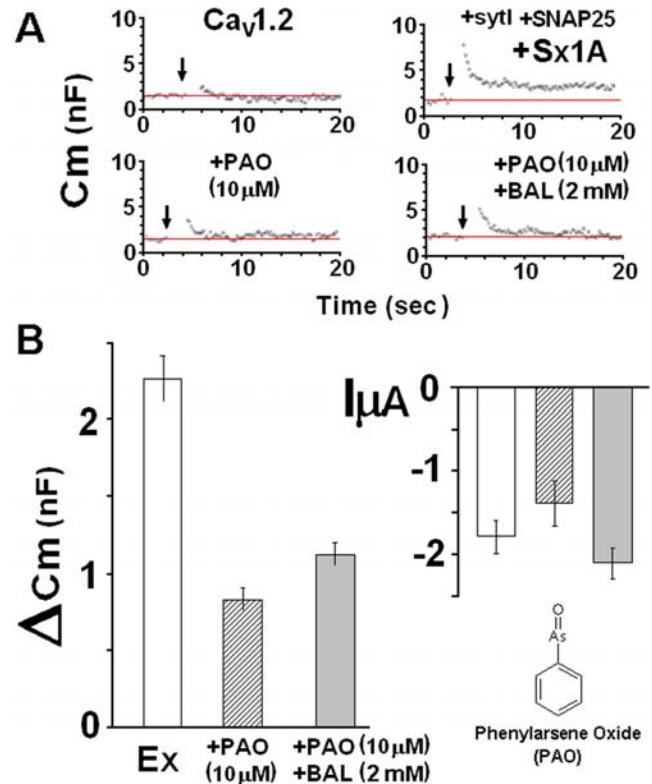 A
CaV1.2
+sytI +SNAP25
+Sx1A
10
5
0
0
10
20
10
5
0
0
10
20
+PAO
(10µM)
+PAO(10µM)
+BAL (2 mM)
10
5
0
0
10
20
10
5
0
0
10
20
Cm (nF)
Time (sec)
B
ΔCm (nF)
2
1
0
Ex
+PAO
(10µM)
+PAO (10µM)
+BAL (2 mM)
IµA
0
-1
-2
O
As
Phenylarsene Oxide
(PAO)